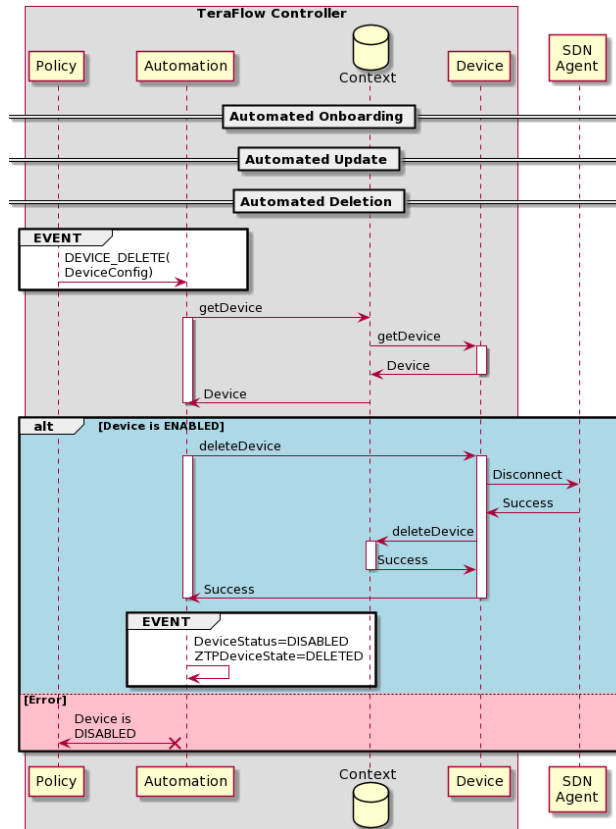 TeraFlow Controller
Policy
Automation
Context
Device
SDN
Agent
Automated Onboarding
Automated Update
Automated Deletion
EVENT
DEVICE_DELETE(
DeviceConfig)
getDevice
getDevice
Device
Device
alt [Device is ENABLED]
deleteDevice
Disconnect
Success
deleteDevice
Success
Success
EVENT
DeviceStatus=DISABLED
ZTPDeviceState=DELETED
[Error]
Device is
DISABLED
Policy
Automation
Context
Device
SDN
Agent